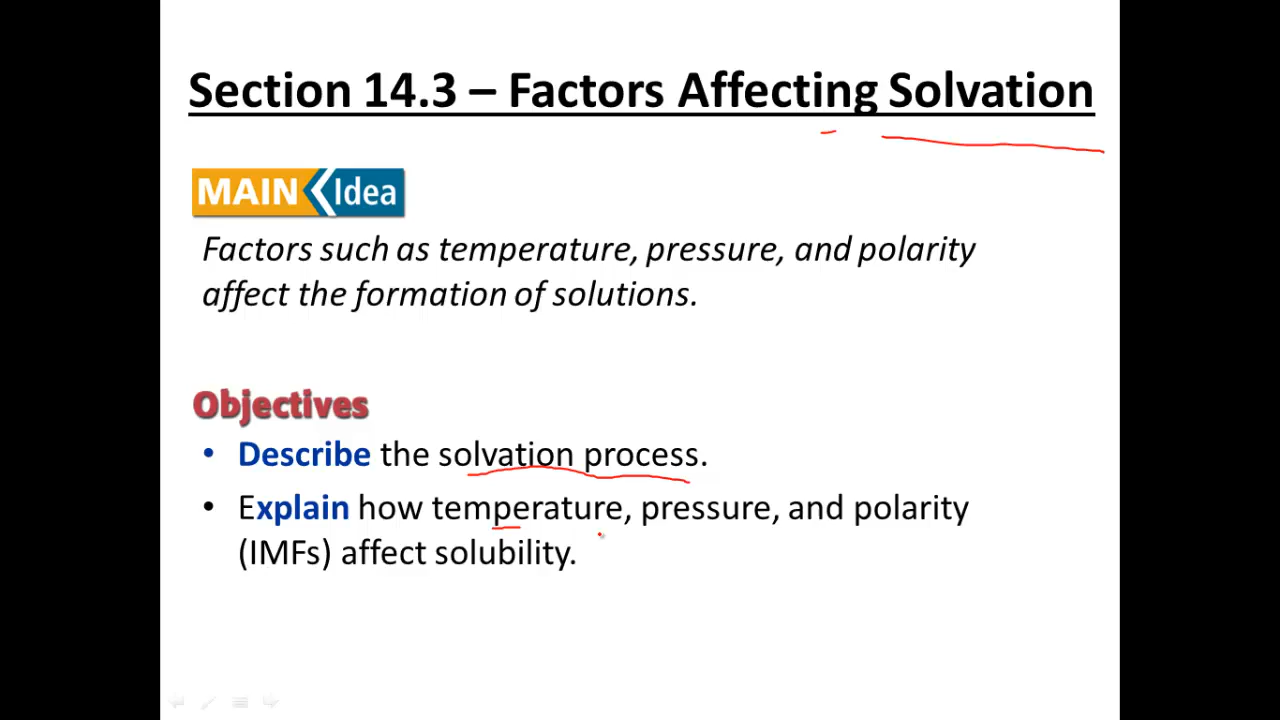 Section 14.3 – Factors Affecting Solvation
MAIN Idea
Factors such as temperature, pressure, and polarity
affect the formation of solutions.
Objectives
• Describe the solvation process.
• Explain how temperature, pressure, and polarity
(IMFs) affect solubility.